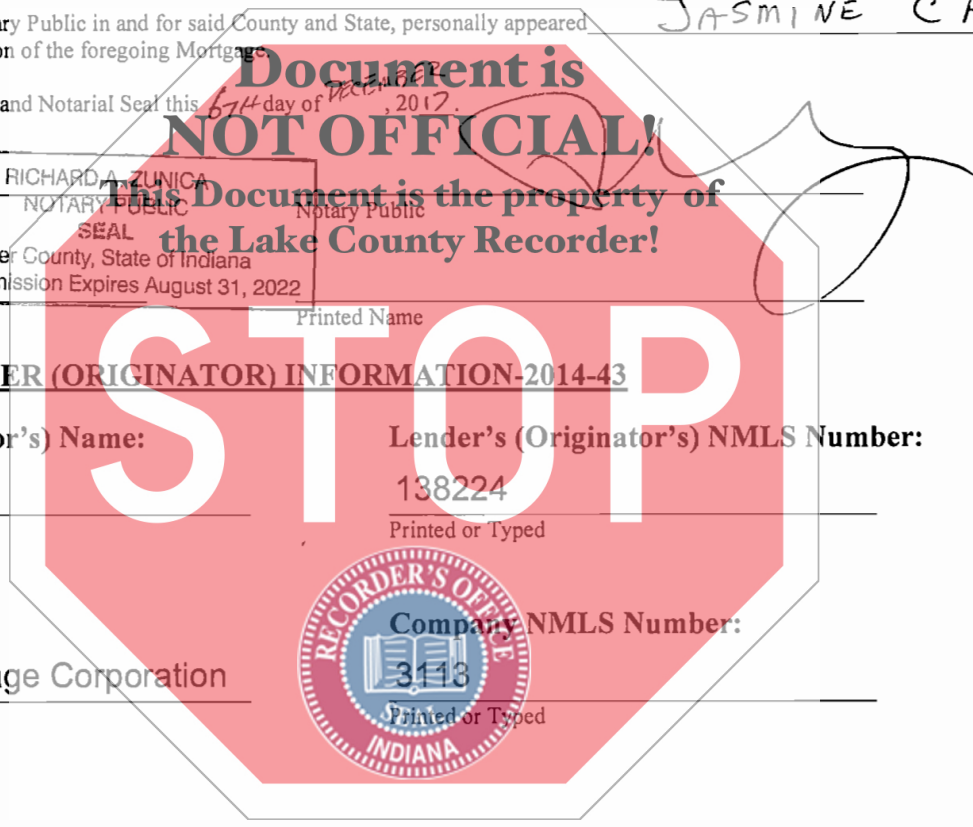 ry Public in and for said County and State, personally appeared JASMINE C
on of the foregoing Mortgage.
Document is
and Notarial Seal this 6TH day of DECEMBER, 2017.
NOT OFFICIAL!
RICHARD A. ZUNICA
This Document is the property of
NOTARY PUBLIC
Notary Public
SEAL
the Lake County Recorder!
er County, State of Indiana
ission Expires August 31, 2022
Printed Name
STOP
ER (ORIGINATOR) INFORMATION-2014-43
or's) Name: Lender's (Originator's) NMLS Number:
138224
Printed or Typed
RECORDER'S OFFICE
Company NMLS Number:
ge Corporation 3113
SEAL
Printed or Typed
INDIANA